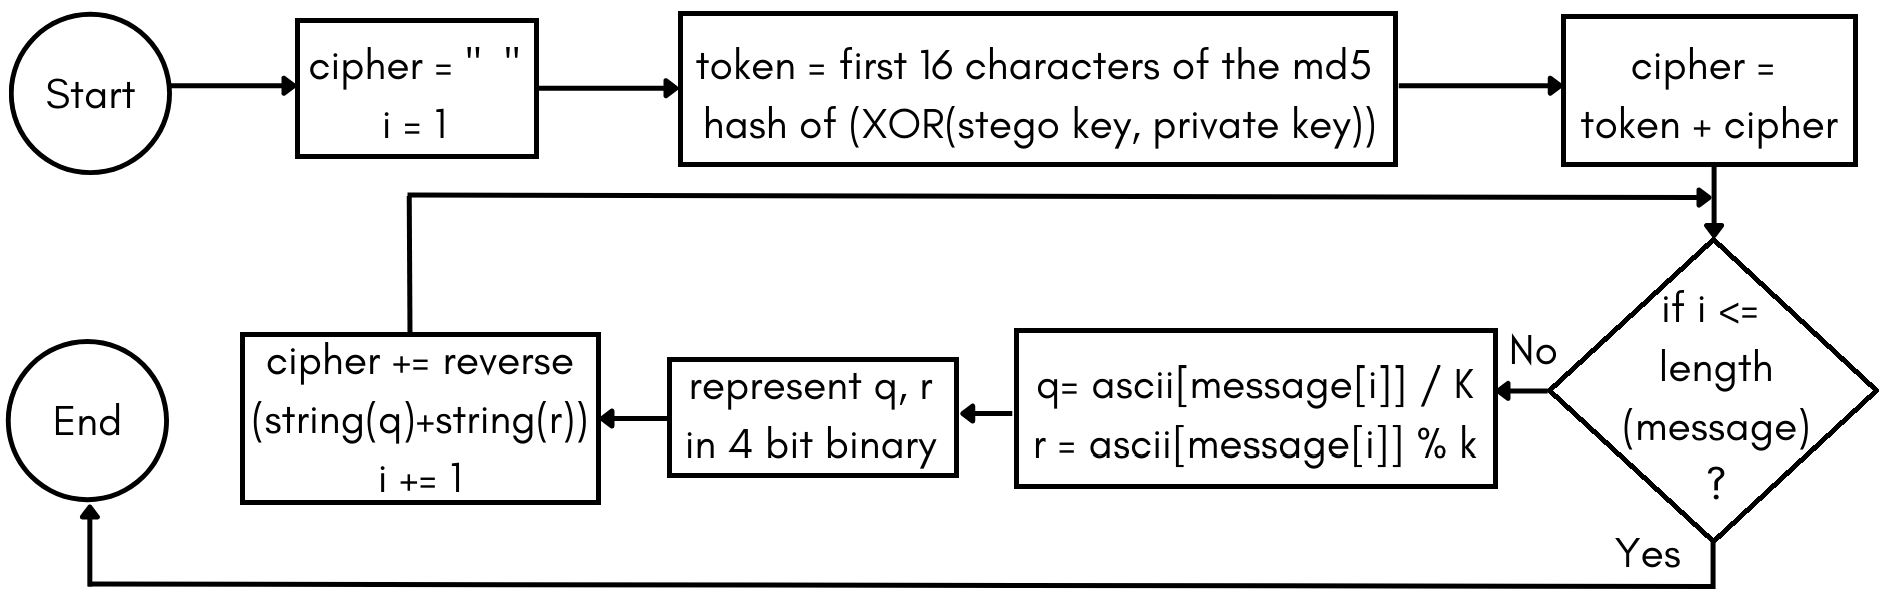 Start
cipher = " "
i = 1
token = first 16 characters of the md5
hash of (XOR(stego key, private key))
cipher =
token + cipher
if i <=
length
(message)
?
No
Yes
q= ascii[message[i]] / K
r = ascii[message[i]] % k
represent q, r
in 4 bit binary
cipher += reverse
(string(q)+string(r))
i += 1
End